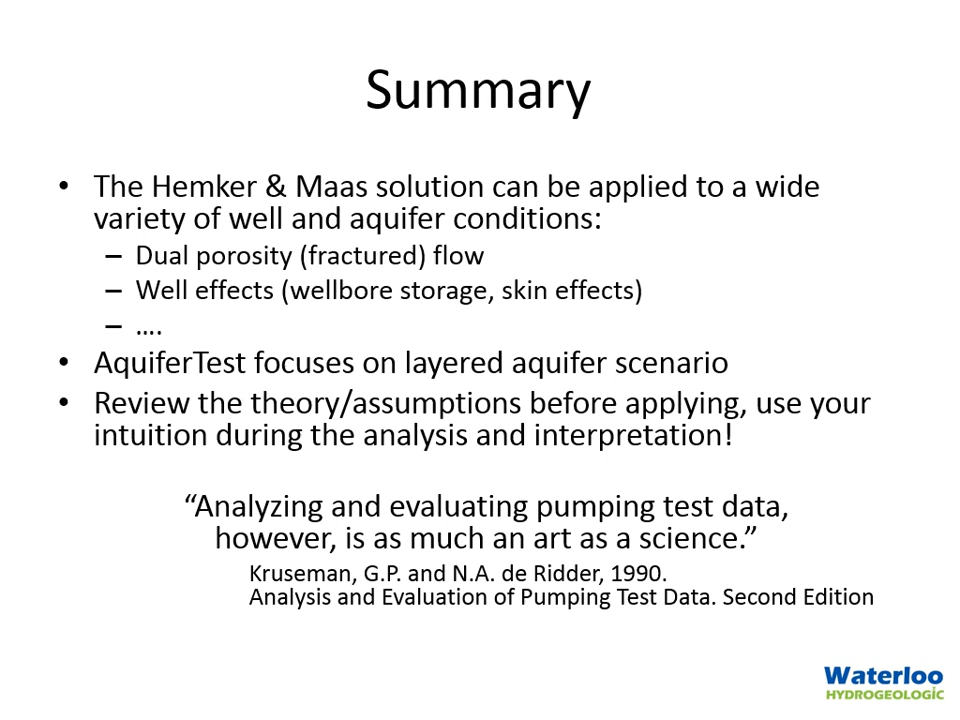 Summary
• The Hemker & Maas solution can be applied to a wide
variety of well and aquifer conditions:
– Dual porosity (fractured) flow
– Well effects (wellbore storage, skin effects)
– ….
• AquiferTest focuses on layered aquifer scenario
• Review the theory/assumptions before applying, use your
intuition during the analysis and interpretation!
“Analyzing and evaluating pumping test data,
however, is as much an art as a science.”
Kruseman, G.P. and N.A. de Ridder, 1990.
Analysis and Evaluation of Pumping Test Data. Second Edition
Waterloo
HYDROGEOLOGIC